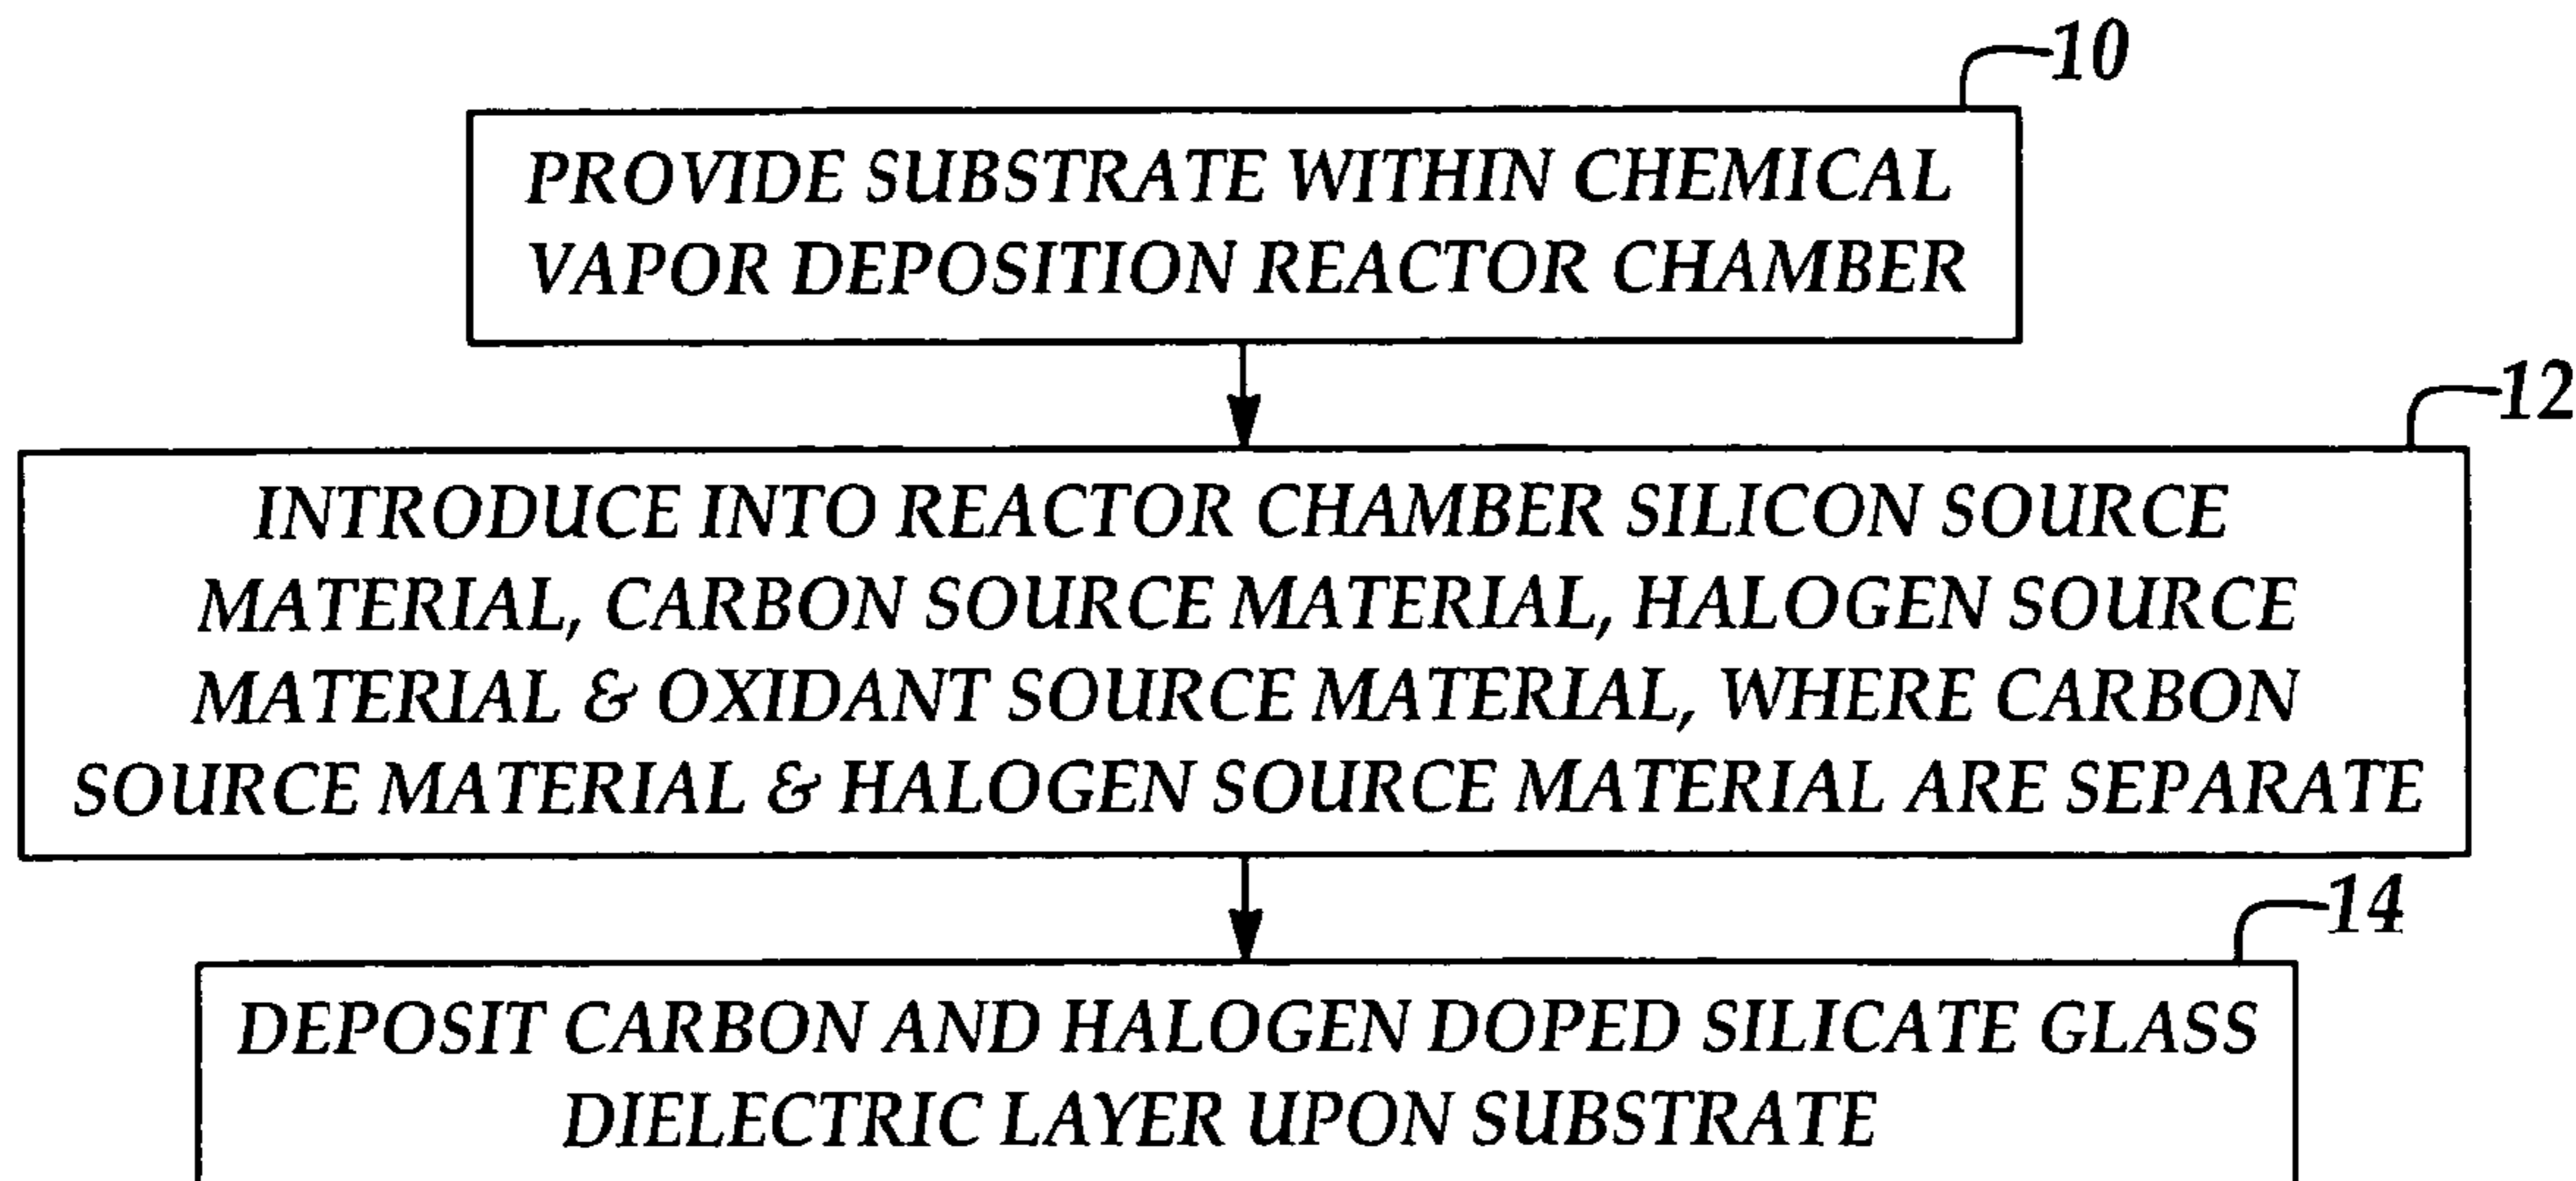 10
PROVIDE SUBSTRATE WITHIN CHEMICAL
VAPOR DEPOSITION REACTOR CHAMBER
12
INTRODUCE INTO REACTOR CHAMBER SILICON SOURCE
MATERIAL, CARBON SOURCE MATERIAL, HALOGEN SOURCE
MATERIAL & OXIDANT SOURCE MATERIAL, WHERE CARBON
SOURCE MATERIAL & HALOGEN SOURCE MATERIAL ARE SEPARATE
14
DEPOSIT CARBON AND HALOGEN DOPED SILICATE GLASS
DIELECTRIC LAYER UPON SUBSTRATE